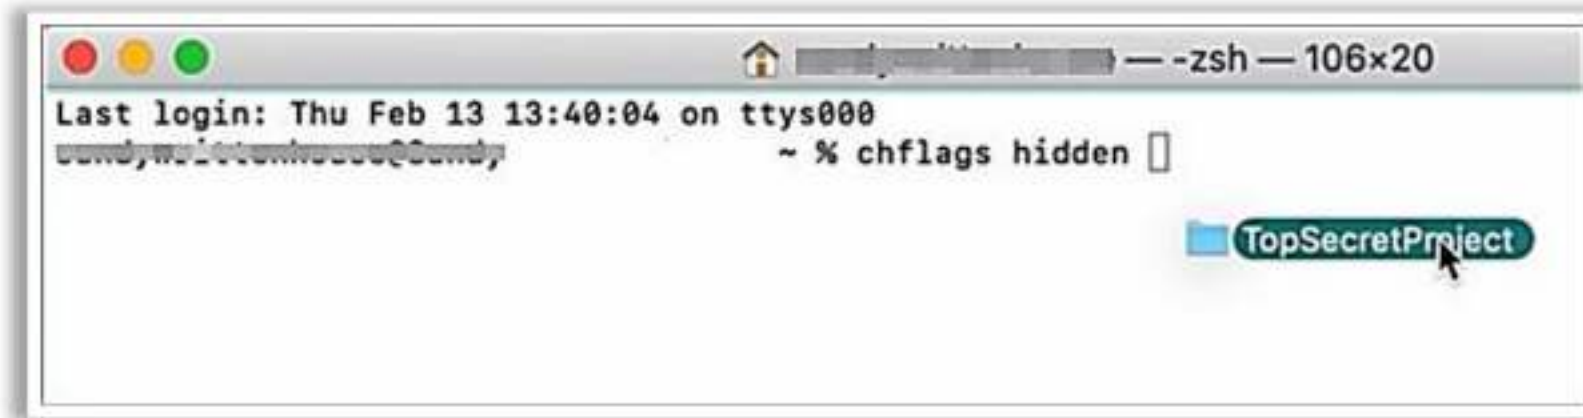 — -zsh — 106×20
Last login: Thu Feb 13 13:40:04 on ttys000
~ % chflags hidden
TopSecretProject